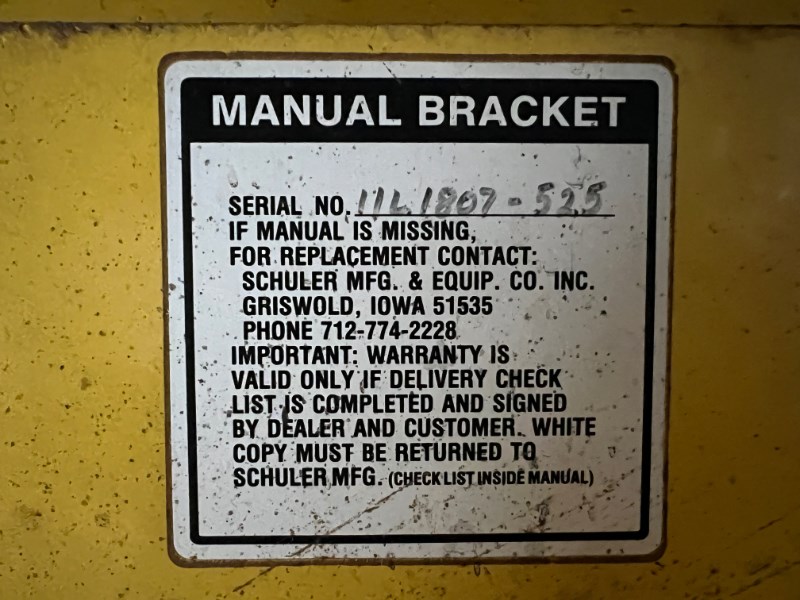 MANUAL BRACKET
SERIAL NO. 11L1807-525
IF MANUAL IS MISSING,
FOR REPLACEMENT CONTACT:
SCHULER MFG. & EQUIP. CO. INC.
GRISWOLD, IOWA 51535
PHONE 712-774-2228
IMPORTANT: WARRANTY IS
VALID ONLY IF DELIVERY CHECK
LIST IS COMPLETED AND SIGNED
BY DEALER AND CUSTOMER. WHITE
COPY MUST BE RETURNED TO
SCHULER MFG. (CHECK LIST INSIDE MANUAL)